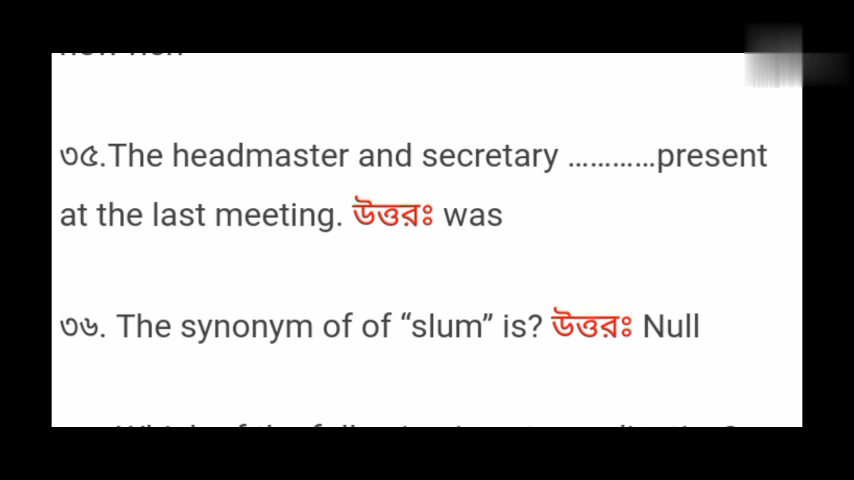 ৩৫.The headmaster and secretary ............present
at the last meeting. উত্তরঃ was
৩৬. The synonym of of “slum” is? উত্তরঃ Null